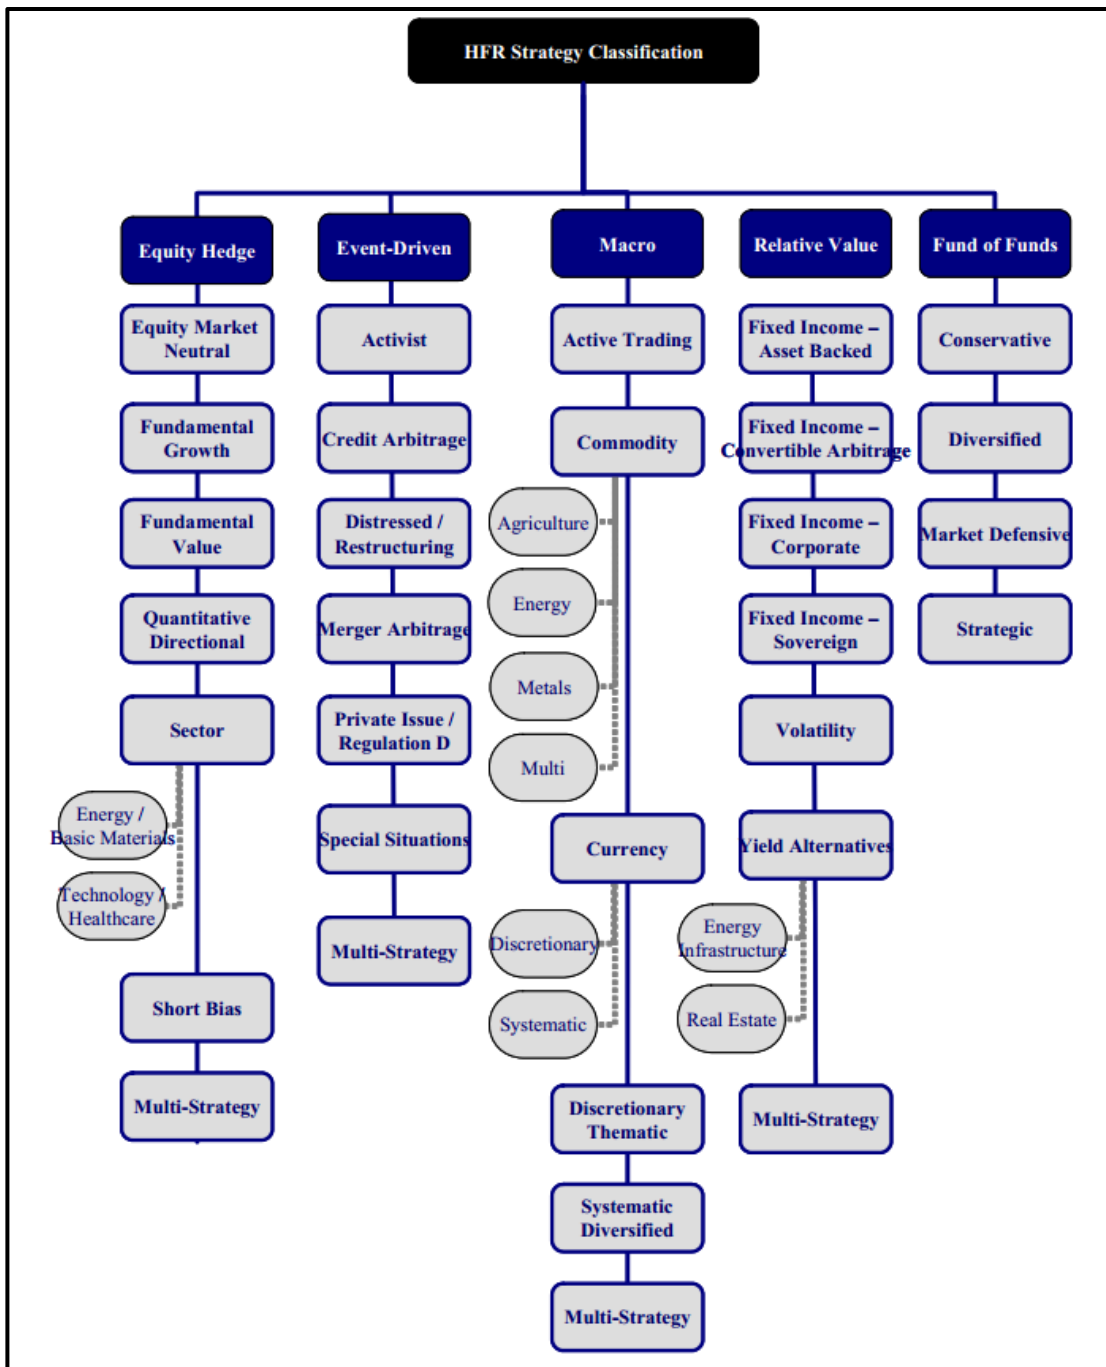 HFR Strategy Classification
Equity Hedge
Equity Market
Neutral
Fundamental
Growth
Fundamental
Value
Quantitative
Directional
Sector
Energy /
Basic Materials
Technology /
Healthcare
Short Bias
Multi-Strategy
Event-Driven
Activist
Credit Arbitrage
Distressed /
Restructuring
Merger Arbitrage
Private Issue /
Regulation D
Special Situations
Multi-Strategy
Macro
Active Trading
Commodity
Agriculture
Energy
Metals
Multi
Currency
Discretionary
Systematic
Discretionary
Thematic
Systematic
Diversified
Multi-Strategy
Relative Value
Fixed Income –
Asset Backed
Fixed Income –
Convertible Arbitrage
Fixed Income –
Corporate
Fixed Income –
Sovereign
Volatility
Yield Alternatives
Energy
Infrastructure
Real Estate
Multi-Strategy
Fund of Funds
Conservative
Diversified
Market Defensive
Strategic